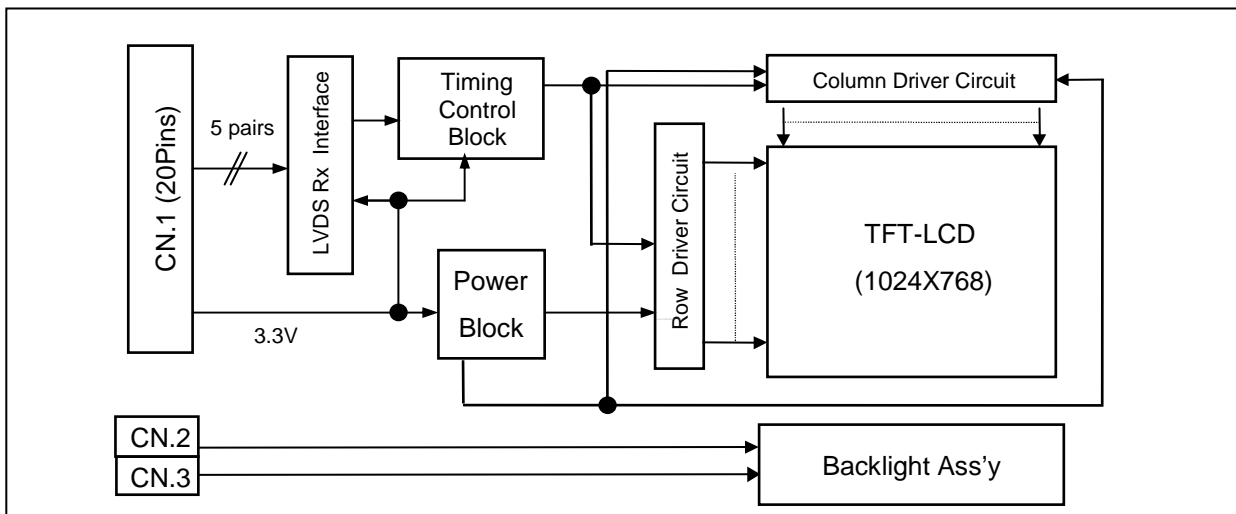 CN.1 (20Pins)
5 pairs
LVDS Rx Interface
Timing
Control
Block
Column Driver Circuit
Row Driver Circuit
TFT-LCD
(1024X768)
Power
Block
3.3V
CN.2
CN.3
Backlight Ass’y